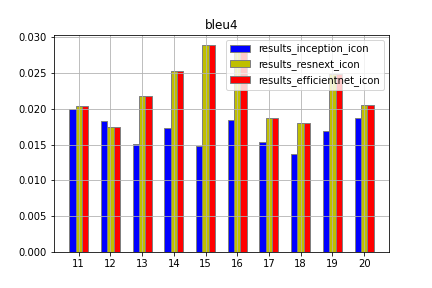 bleu4
0.030
0.025
0.020
0.015
0.010
0.005
0.000
results_inception_icon
results_resnext_icon
results_efficientnet_icon
11 12 13 14 15 16 17 18 19 20